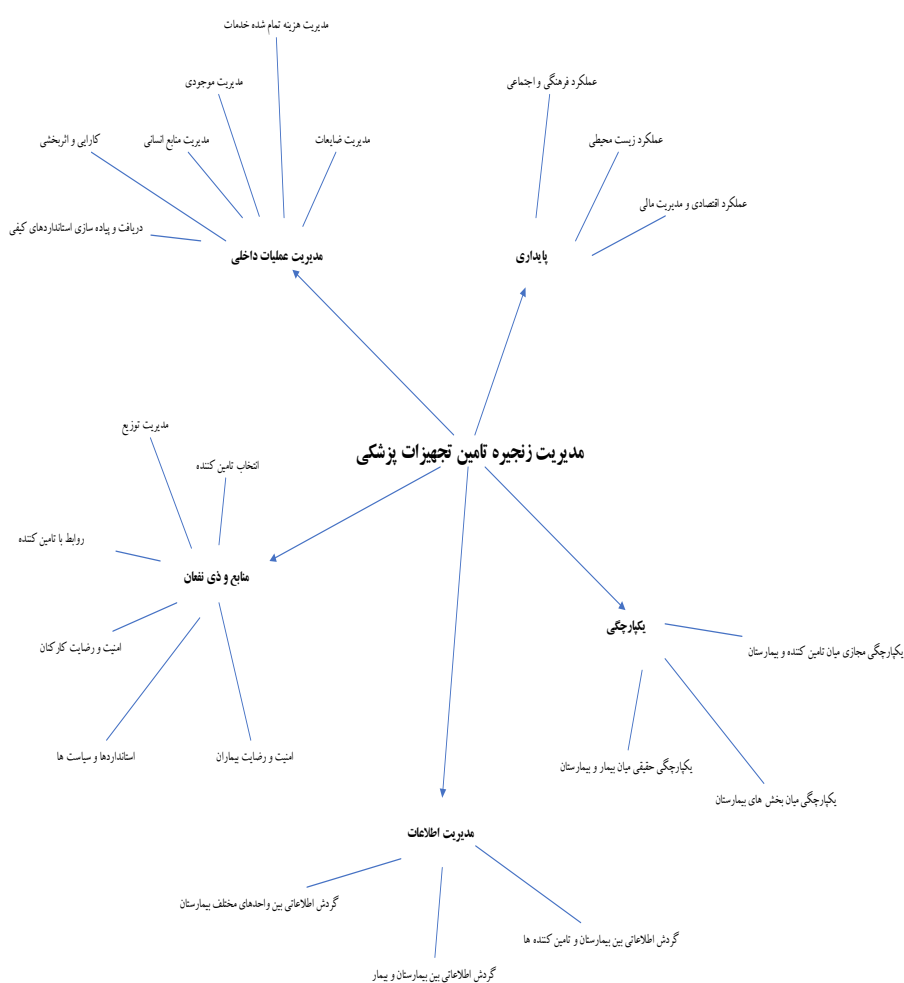 مدیریت هزینه تمام شده خدمات
مدیریت موجودی
عملکرد فرهنگی و اجتماعی
کارایی و اثربخشی
مدیریت منابع انسانی
مدیریت ضایعات
عملکرد زیست محیطی
عملکرد اقتصادی و مدیریت مالی
دریافت و پیاده سازی استانداردهای کیفی
مدیریت عملیات داخلی
پایداری
مدیریت زنجیره تامین تجهیزات پزشکی
مدیریت توزیع
انتخاب تامین کننده
روابط با تامین کننده
منابع و ذی نفعان
امنیت و رضایت کارکنان
استانداردها و سیاست ها
امنیت و رضایت بیماران
یکپارچگی
یکپارچگی مجازی میان تامین کننده و بیمارستان
یکپارچگی حقیقی میان بیمار و بیمارستان
یکپارچگی میان بخش های بیمارستان
مدیریت اطلاعات
گردش اطلاعاتی بین واحدهای مختلف بیمارستان
گردش اطلاعاتی بین بیمارستان و تامین کننده ها
گردش اطلاعاتی بین بیمارستان و بیمار